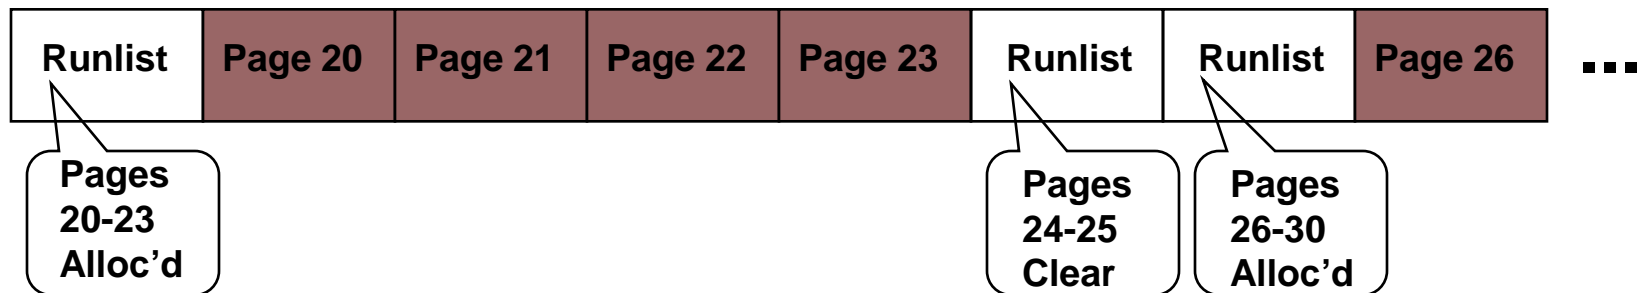 Runlist Page 20 Page 21 Page 22 Page 23 Runlist Runlist Page 26 ...
Pages
20-23
Alloc’d
Pages
24-25
Clear
Pages
26-30
Alloc’d